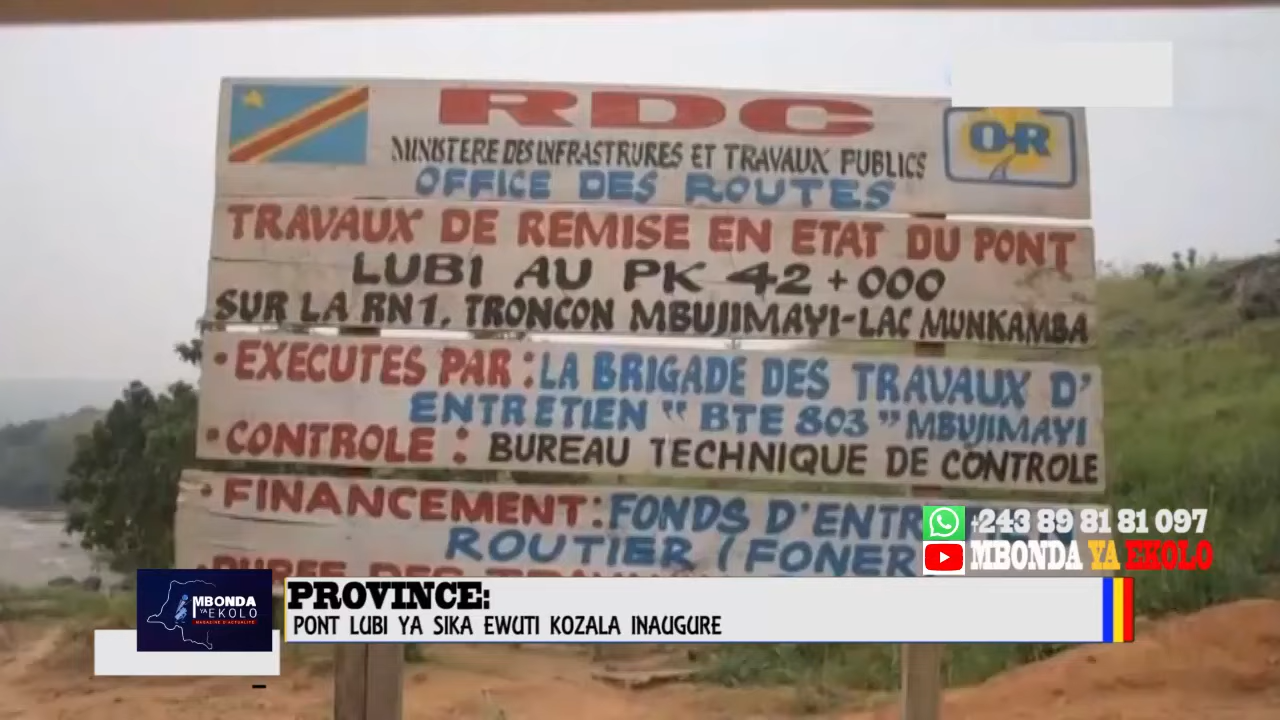 RDC
MINISTERE DES INFRASTRURES ET TRAVAUX PUBLICS
O-R
OFFICE DES ROUTES
TRAVAUX DE REMISE EN ETAT DU PONT
LUBI AU PK 42+000
SUR LA RN1. TRONCON MBUJIMAYI-LAC MUNKAMBA
• EXECUTES PAR : LA BRIGADE DES TRAVAUX D'
ENTRETIEN "BTE 803" MBUJIMAYI
• CONTROLE : BUREAU TECHNIQUE DE CONTROLE
• FINANCEMENT: FONDS D'ENTR
ROUTIER (FONER
+243 89 81 81 097
MBONDA YA EKOLO
MBONDA
YA EKOLO
MAGAZINE D'ACTUALITE
PROVINCE:
PONT LUBI YA SIKA EWUTI KOZALA INAUGURE